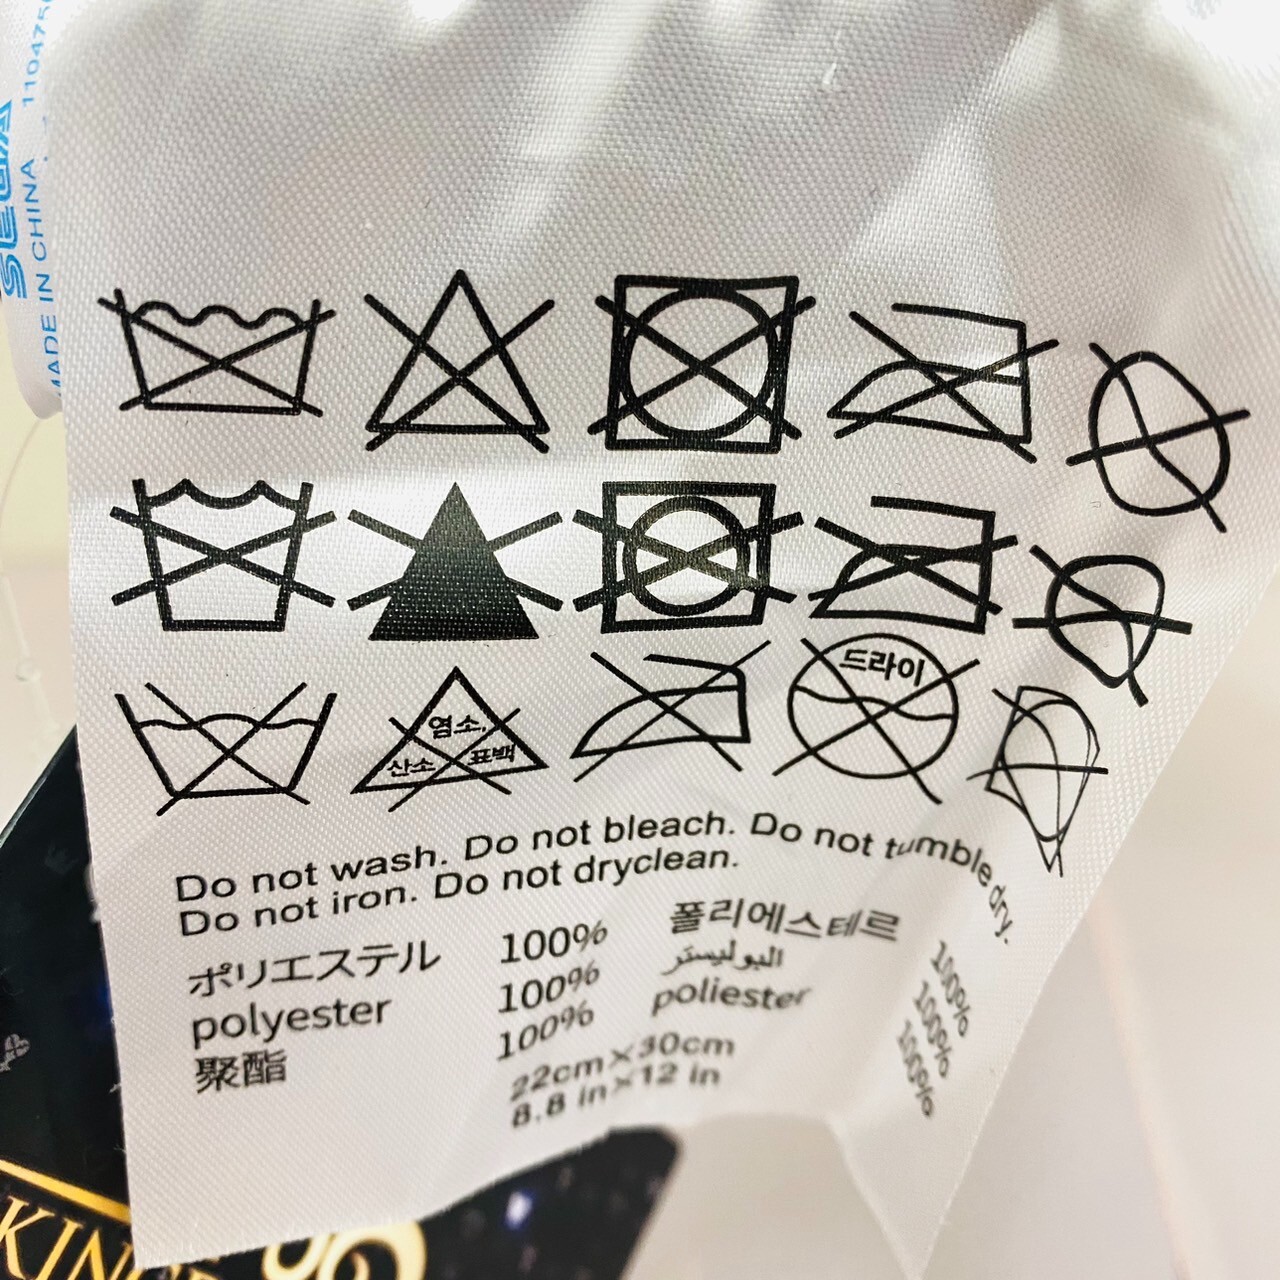 SEGA
MADE IN CHINA
드라이
염소,
산소 표백
Do not wash. Do not bleach. Do not tumble dry.
Do not iron. Do not dryclean.
ポリエステル 100% 폴리에스테르 100%
polyester 100% البوليستر 100%
聚酯 100% poliester 100%
22cm×30cm
8.8 in×12 in